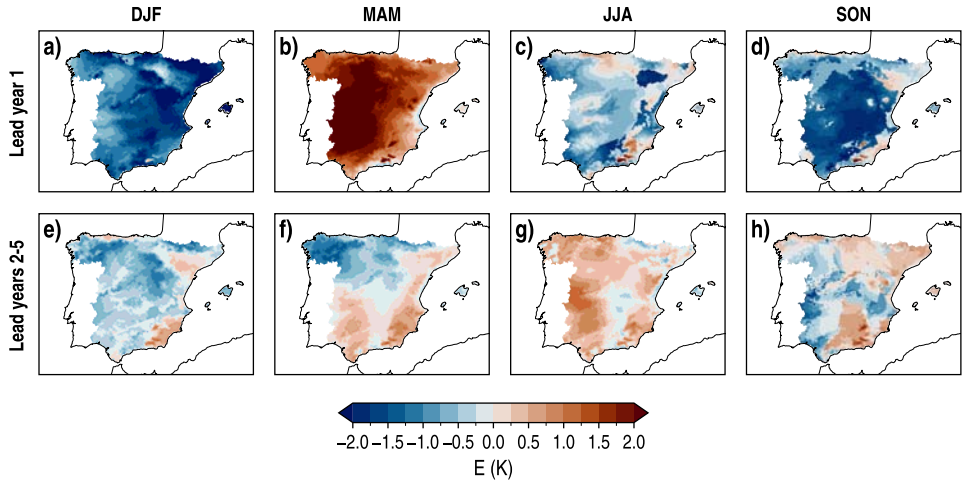 DJF MAM JJA SON
Lead year 1
a) b) c) d)
Lead years 2-5
e) f) g) h)
−2.0 −1.5 −1.0 −0.5 0.0 0.5 1.0 1.5 2.0
E (K)